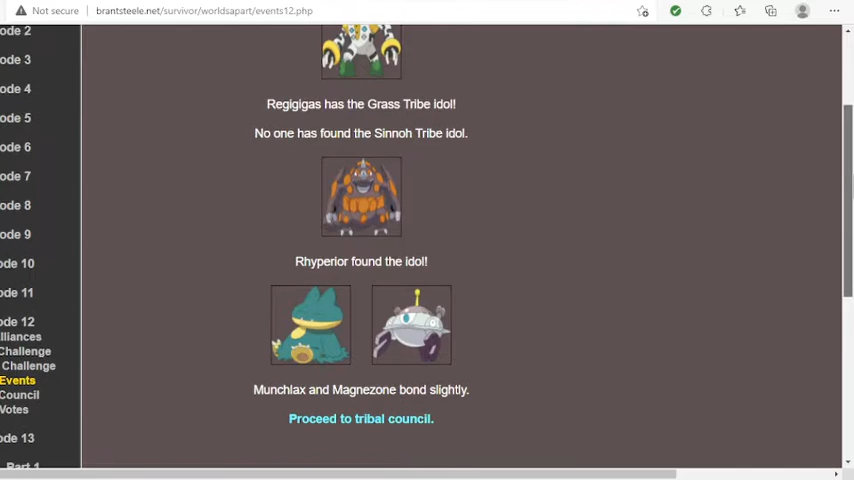 Not secure
brantsteele.net/survivor/worldsapart/events12.php
ode 2
ode 3
ode 4
ode 5
ode 6
ode 7
ode 8
ode 9
ode 10
ode 11
ode 12
lliances
Challenge
Challenge
Events
Council
Votes
ode 13
Part 1
Regigigas has the Grass Tribe idol!
No one has found the Sinnoh Tribe idol.
Rhyperior found the idol!
Munchlax and Magnezone bond slightly.
Proceed to tribal council.